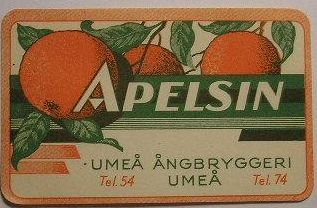 APELSIN
·UMEÅ ÅNGBRYGGERI
Tel. 54 UMEÅ Tel. 74